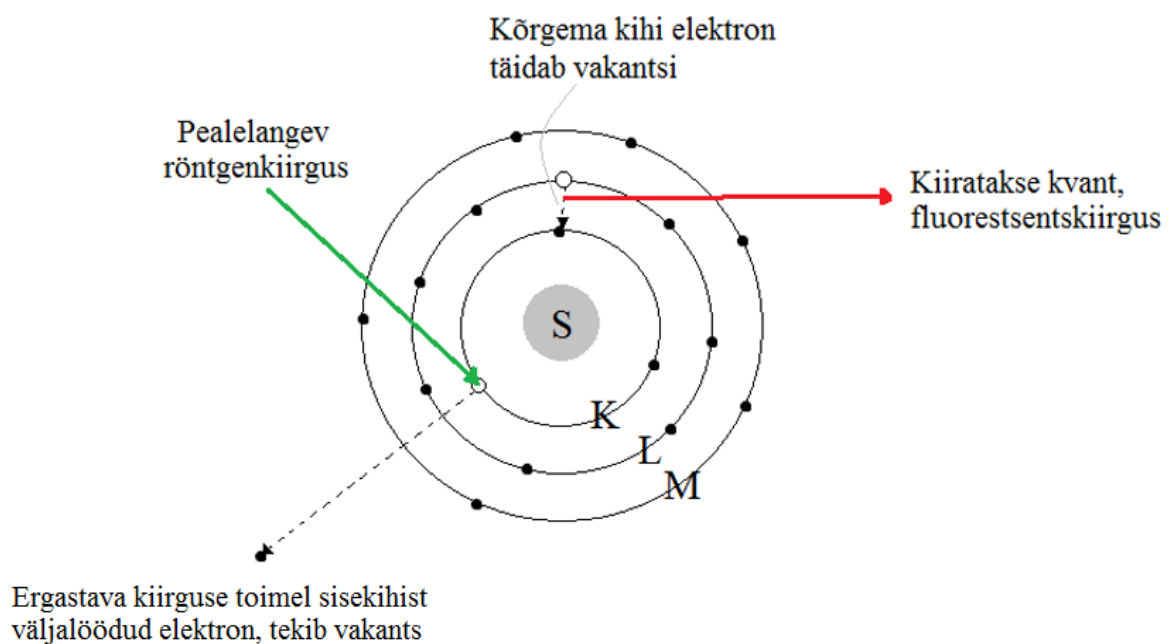 Kõrgema kihi elektron
täidab vakantsi
Pealelangev
röntgenkiirgus
Kiiratakse kvant,
fluorestsentskiirgus
S
K
L
M
Ergastava kiirguse toimel sisekihist
väljalöödud elektron, tekib vakants